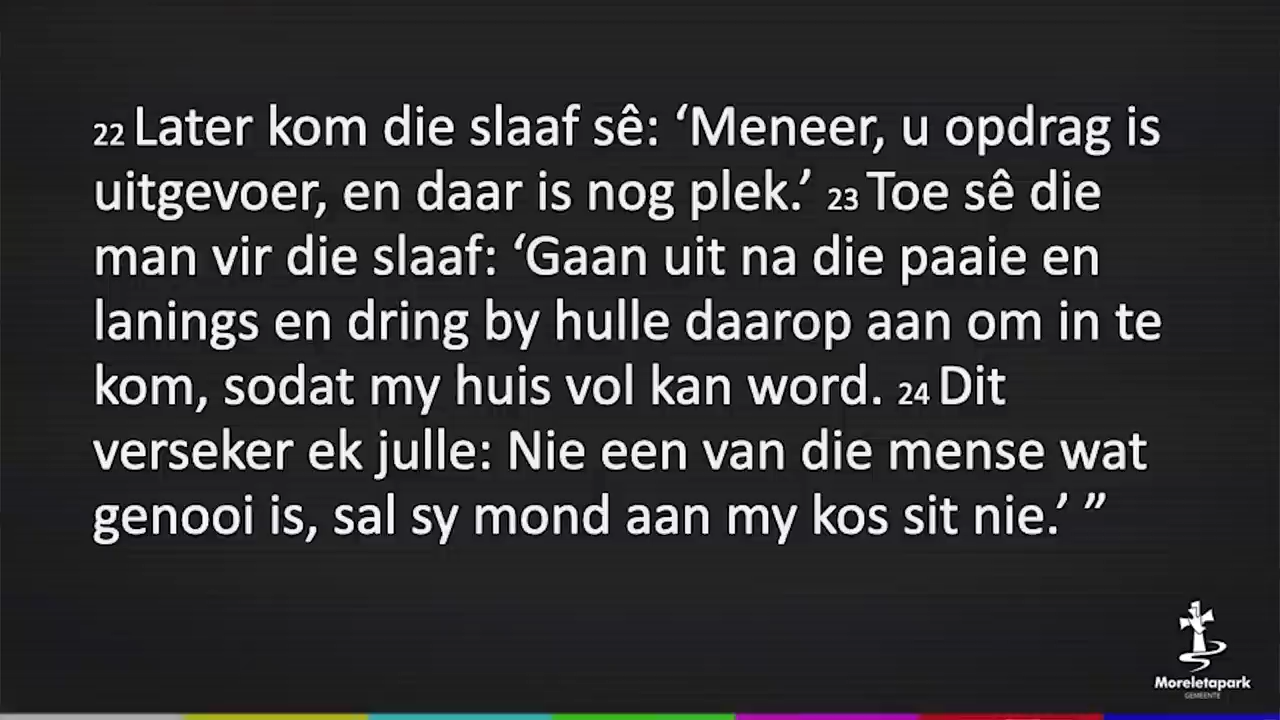 22 Later kom die slaaf sê: ‘Meneer, u opdrag is
uitgevoer, en daar is nog plek.’ 23 Toe sê die
man vir die slaaf: ‘Gaan uit na die paaie en
lanings en dring by hulle daarop aan om in te
kom, sodat my huis vol kan word. 24 Dit
verseker ek julle: Nie een van die mense wat
genooi is, sal sy mond aan my kos sit nie.’ ”
Moreletapark
GEMEENTE